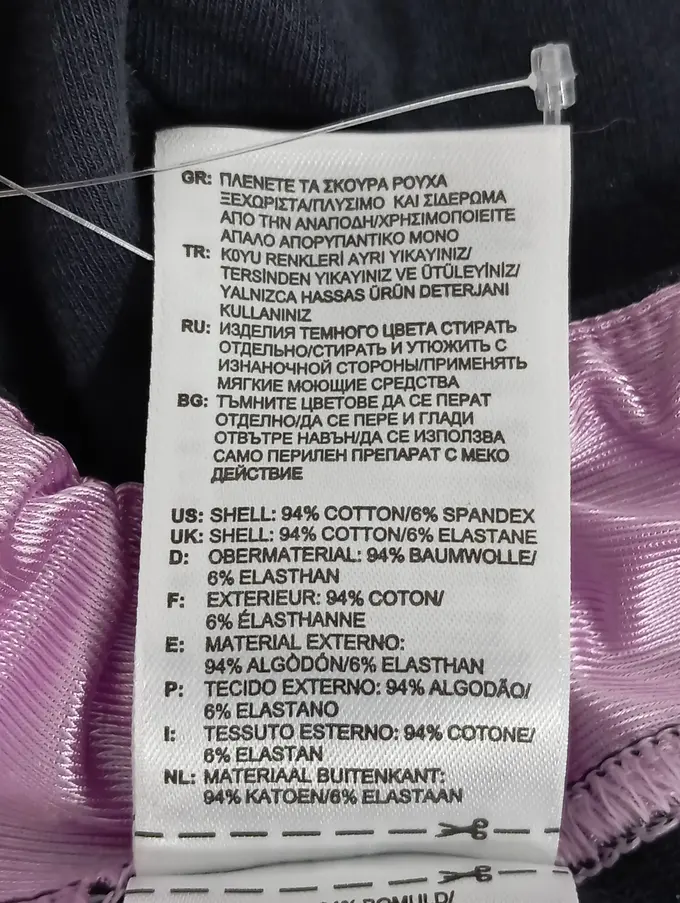 GR: ΠΛΕΝΕΤΕ ΤΑ ΣΚΟΥΡΑ ΡΟΥΧΑ
ΞΕΧΩΡΙΣΤΑ/ΠΛΥΣΙΜΟ ΚΑΙ ΣΙΔΕΡΩΜΑ
ΑΠΟ ΤΗΝ ΑΝΑΠΟΔΗ/ΧΡΗΣΙΜΟΠΟΙΕΙΤΕ
ΑΠΑΛΟ ΑΠΟΡΥΠΑΝΤΙΚΟ ΜΟΝΟ
TR: KOYU RENKLERİ AYRI YIKAYINIZ/
TERSİNDEN YIKAYINIZ VE ÜTÜLEYİNİZ/
YALNIZCA HASSAS ÜRÜN DETERJANI
KULLANINIZ
RU: ИЗДЕЛИЯ ТЕМНОГО ЦВЕТА СТИРАТЬ
ОТДЕЛЬНО/СТИРАТЬ И УТЮЖИТЬ С
ИЗНАНОЧНОЙ СТОРОНЫ/ПРИМЕНЯТЬ
МЯГКИЕ МОЮЩИЕ СРЕДСТВА
BG: ТЪМНИТЕ ЦВЕТОВЕ ДА СЕ ПЕРАТ
ОТДЕЛНО/ДА СЕ ПЕРЕ И ГЛАДИ
ОТВЪТРЕ НАВЪН/ДА СЕ ИЗПОЛЗВА
САМО ПЕРИЛЕН ПРЕПАРАТ С МЕКО
ДЕЙСТВИЕ
US: SHELL: 94% COTTON/6% SPANDEX
UK: SHELL: 94% COTTON/6% ELASTANE
D: OBERMATERIAL: 94% BAUMWOLLE/
6% ELASTHAN
F: EXTERIEUR: 94% COTON/
6% ÉLASTHANNE
E: MATERIAL EXTERNO:
94% ALGÒDÓN/6% ELASTHAN
P: TECIDO EXTERNO: 94% ALGODÃO/
6% ELASTANO
I: TESSUTO ESTERNO: 94% COTONE/
6% ELASTAN
NL: MATERIAAL BUITENKANT:
94% KATOEN/6% ELASTAAN